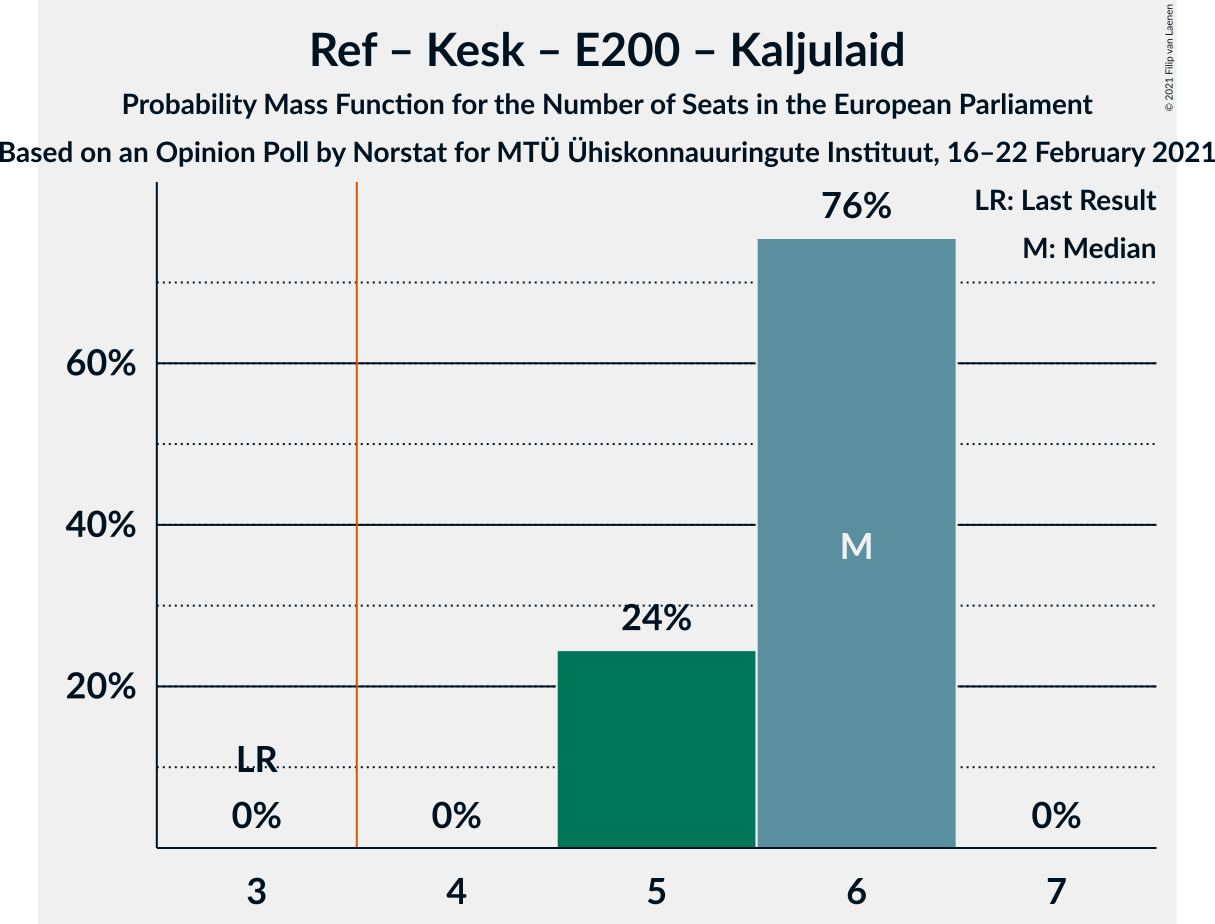 Ref – Kesk – E200 – Kaljulaid
Probability Mass Function for the Number of Seats in the European Parliament
Based on an Opinion Poll by Norstat for MTÜ Ühiskonnauuringute Instituut, 16–22 February 2021
© 2021 Filip van Laenen
LR: Last Result
M: Median
76%
60%
40%
M
24%
20%
LR
0%
0%
0%
3
4
5
6
7